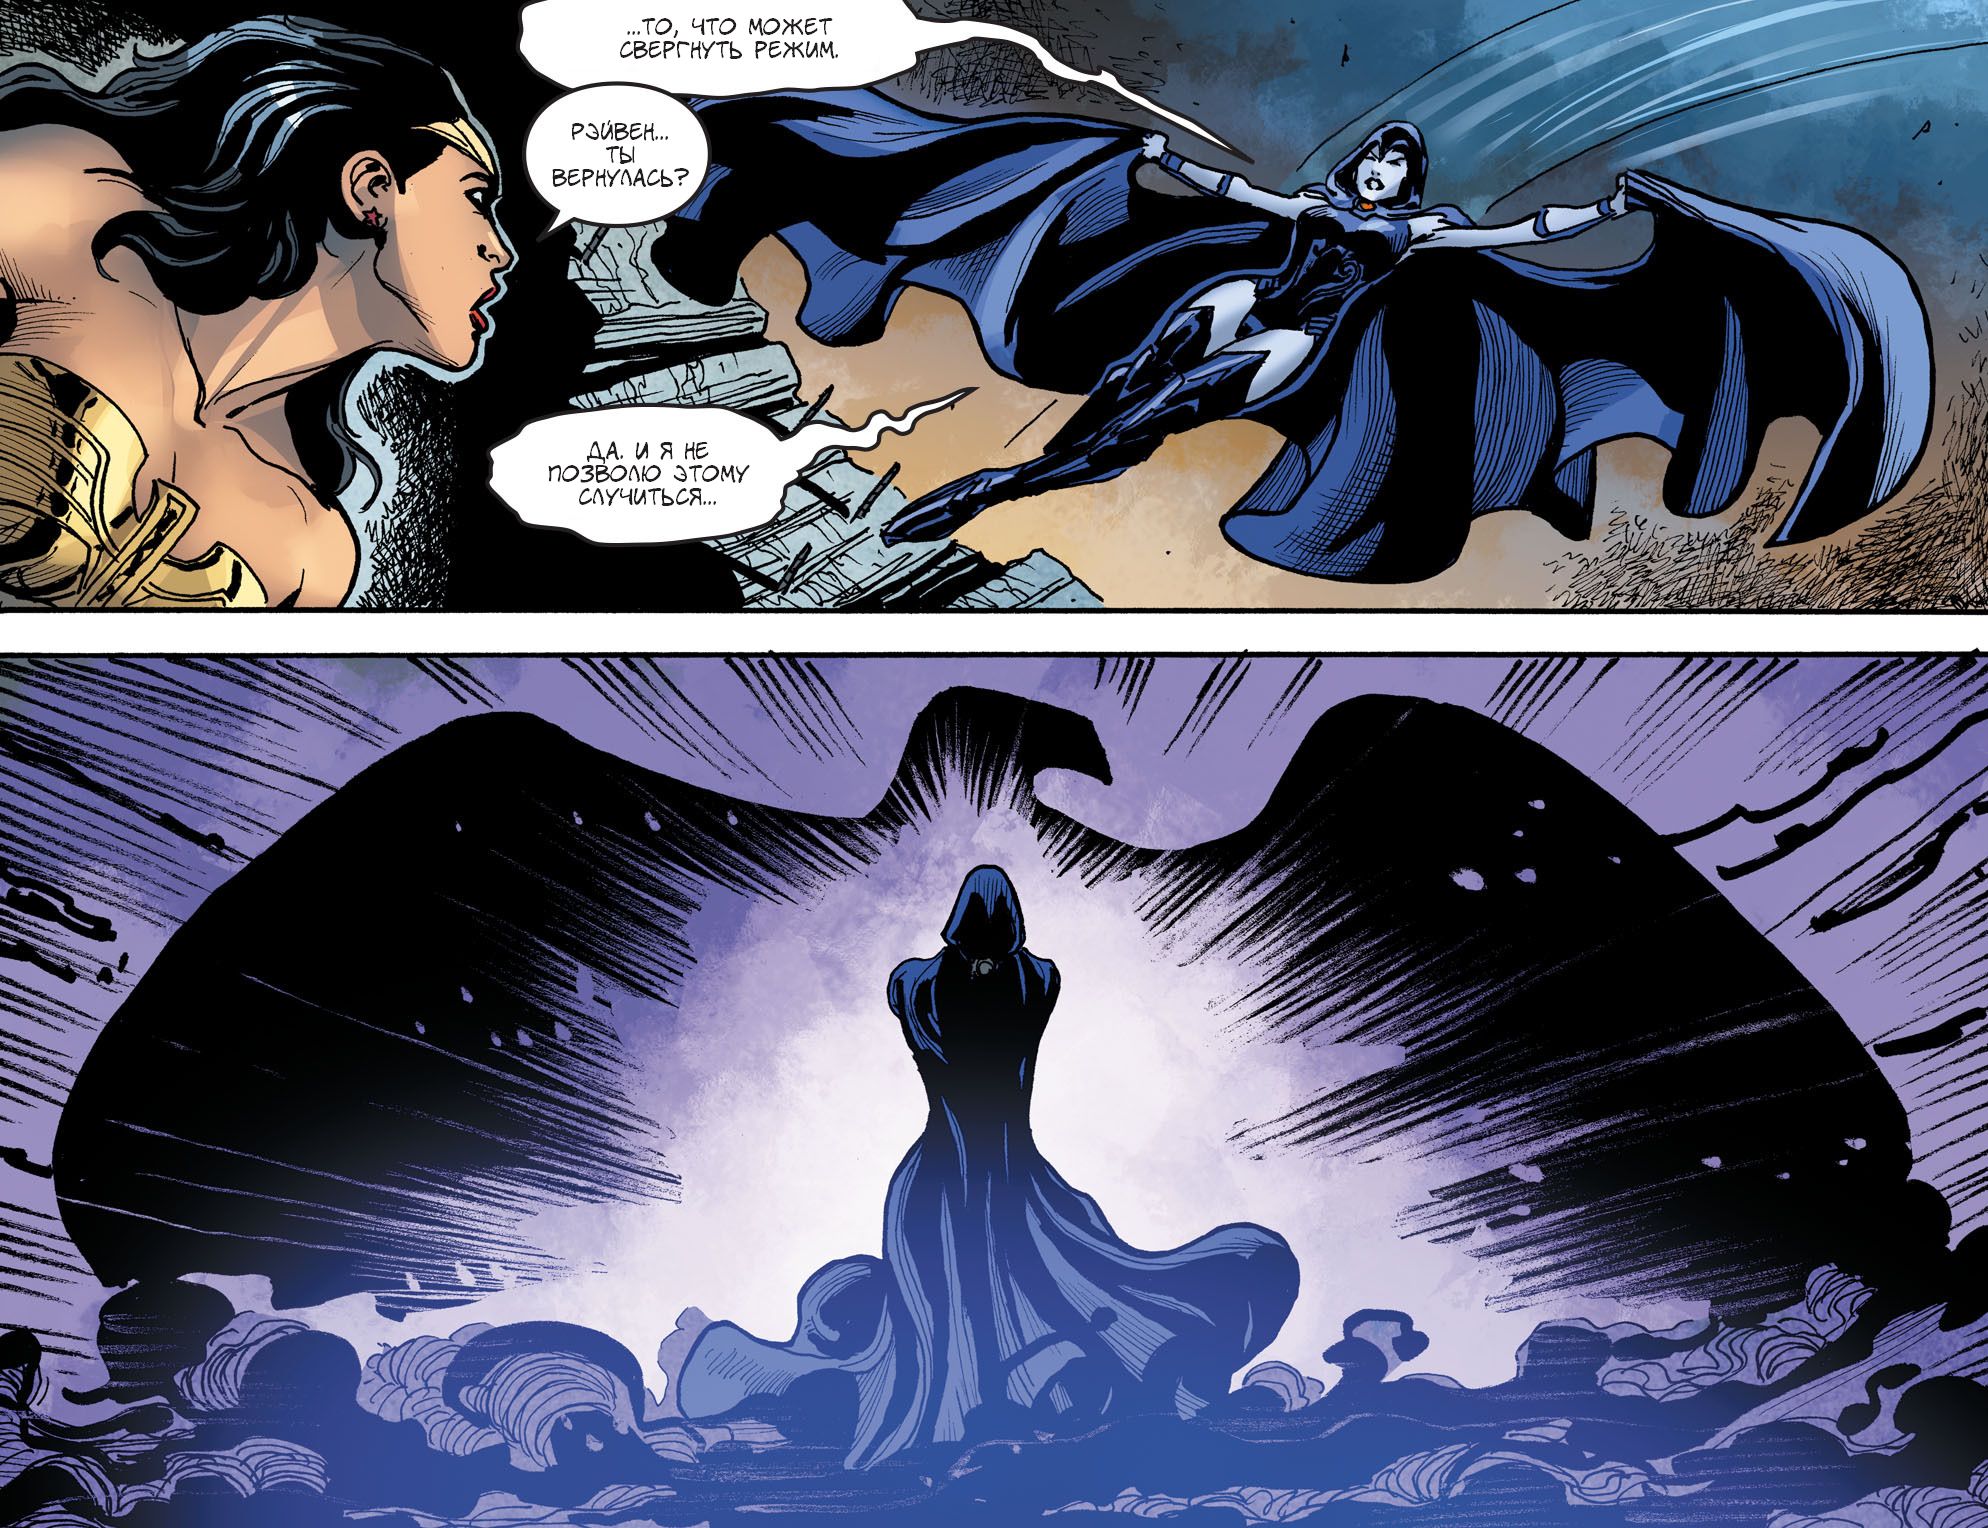 ...ТО, ЧТО МОЖЕТ
СВЕРГНУТЬ РЕЖИМ.
РЭЙВЕН...
ТЫ
ВЕРНУЛАСЬ?
ДА. И Я НЕ
ПОЗВОЛЮ ЭТОМУ
СЛУЧИТЬСЯ...